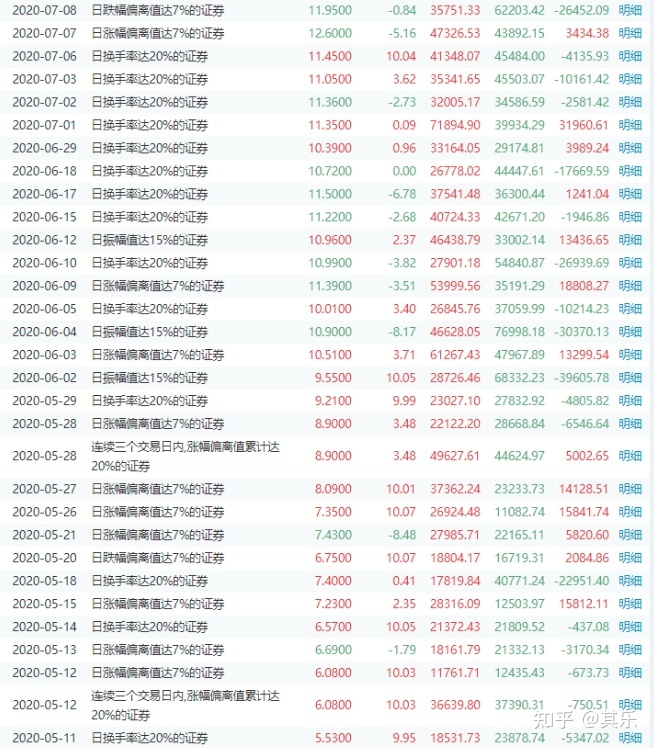 2020-07-08 日跌幅偏离值达7%的证券 11.9500 -0.84 35751.33 62203.42 -26452.09 明细
2020-07-07 日涨幅偏离值达7%的证券 12.6000 -5.16 47326.53 43892.15 3434.38 明细
2020-07-06 日换手率达20%的证券 11.4500 10.04 41348.07 45484.00 -4135.93 明细
2020-07-03 日换手率达20%的证券 11.0500 3.62 35341.65 45503.07 -10161.42 明细
2020-07-02 日换手率达20%的证券 11.3600 -2.73 32005.17 34586.59 -2581.42 明细
2020-07-01 日换手率达20%的证券 11.3500 0.09 71894.90 39934.29 31960.61 明细
2020-06-29 日换手率达20%的证券 10.3900 0.96 33164.05 29174.81 3989.24 明细
2020-06-18 日换手率达20%的证券 10.7200 0.00 26778.02 44447.61 -17669.59 明细
2020-06-17 日换手率达20%的证券 11.5000 -6.78 37541.48 36300.44 1241.04 明细
2020-06-15 日换手率达20%的证券 11.2200 -2.68 40724.33 42671.20 -1946.86 明细
2020-06-12 日振幅值达15%的证券 10.9600 2.37 46438.79 33002.14 13436.65 明细
2020-06-10 日换手率达20%的证券 10.9900 -3.82 27901.18 54840.87 -26939.69 明细
2020-06-09 日涨幅偏离值达7%的证券 11.3900 -3.51 53999.56 35191.29 18808.27 明细
2020-06-05 日换手率达20%的证券 10.0100 3.40 26845.76 37059.99 -10214.23 明细
2020-06-04 日振幅值达15%的证券 10.9000 -8.17 46628.05 76998.18 -30370.13 明细
2020-06-03 日涨幅偏离值达7%的证券 10.5100 3.71 61267.43 47967.89 13299.54 明细
2020-06-02 日振幅值达15%的证券 9.5500 10.05 28726.46 68332.23 -39605.78 明细
2020-05-29 日换手率达20%的证券 9.2100 9.99 23027.10 27832.92 -4805.82 明细
2020-05-28 日涨幅偏离值达7%的证券 8.9000 3.48 22122.20 28668.84 -6546.64 明细
2020-05-28 连续三个交易日内,涨幅偏离值累计达 8.9000 3.48 49627.61 44624.97 5002.65 明细
20%的证券
2020-05-27 日涨幅偏离值达7%的证券 8.0900 10.01 37362.24 23233.73 14128.51 明细
2020-05-26 日涨幅偏离值达7%的证券 7.3500 10.07 26924.48 11082.74 15841.74 明细
2020-05-21 日涨幅偏离值达7%的证券 7.4300 -8.48 27985.71 22165.11 5820.60 明细
2020-05-20 日跌幅偏离值达7%的证券 6.7500 10.07 18804.17 16719.31 2084.86 明细
2020-05-18 日换手率达20%的证券 7.4000 0.41 17819.84 40771.24 -22951.40 明细
2020-05-15 日涨幅偏离值达7%的证券 7.2300 2.35 28316.09 12503.97 15812.11 明细
2020-05-14 日换手率达20%的证券 6.5700 10.05 21372.43 21809.52 -437.08 明细
2020-05-13 日涨幅偏离值达7%的证券 6.6900 -1.79 18161.79 21332.13 -3170.34 明细
2020-05-12 日涨幅偏离值达7%的证券 6.0800 10.03 11761.71 12435.43 -673.73 明细
2020-05-12 连续三个交易日内,涨幅偏离值累计达 6.0800 10.03 36639.80 37390.31 -750.51 明细
20%的证券
2020-05-11 日换手率达20%的证券 5.5300 9.95 18531.73 23878.74 -5347.02 明细
知乎 @其乐